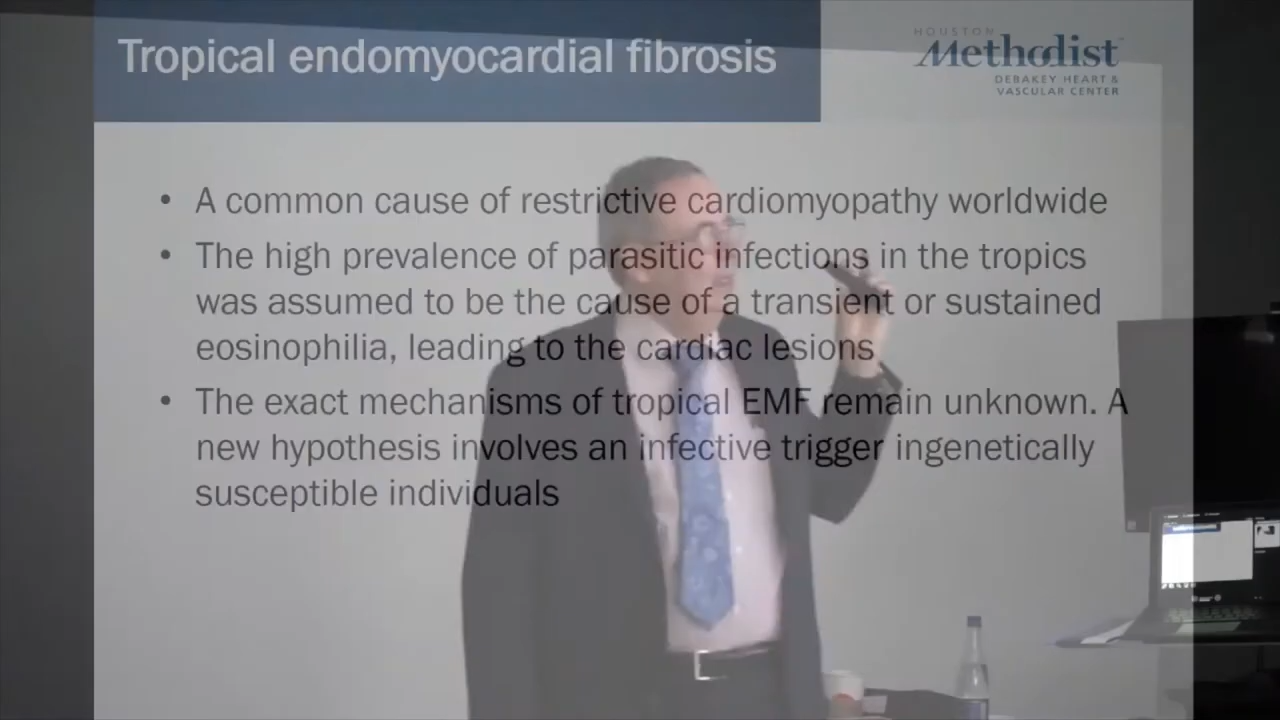 Tropical endomyocardial fibrosis
HOUSTON
Methodist
DEBAKEY HEART &
VASCULAR CENTER
• A common cause of restrictive cardiomyopathy worldwide
• The high prevalence of parasitic infections in the tropics
was assumed to be the cause of a transient or sustained
eosinophilia, leading to the cardiac lesions
• The exact mechanisms of tropical EMF remain unknown. A
new hypothesis involves an infective trigger ingenetically
susceptible individuals